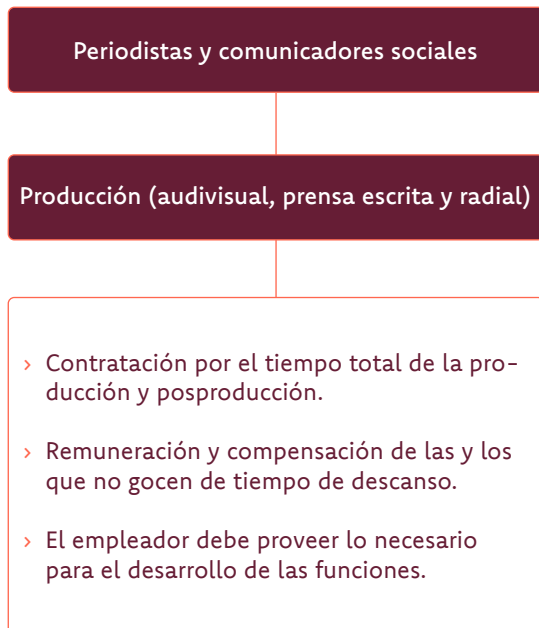 Periodistas y comunicadores sociales
Producción (audivisual, prensa escrita y radial)
› Contratación por el tiempo total de la pro-
ducción y posproducción.
› Remuneración y compensación de las y los
que no gocen de tiempo de descanso.
› El empleador debe proveer lo necesario
para el desarrollo de las funciones.